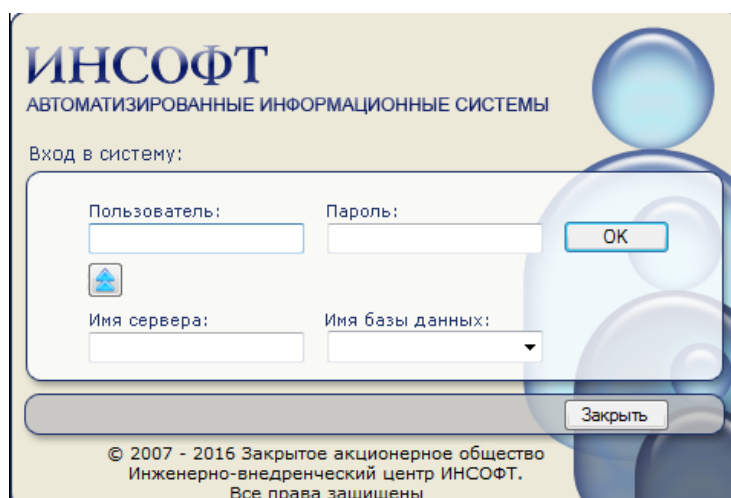 ИНСОФТ
АВТОМАТИЗИРОВАННЫЕ ИНФОРМАЦИОННЫЕ СИСТЕМЫ
Вход в систему:
Пользователь: Пароль:
OK
Имя сервера: Имя базы данных:
Закрыть
© 2007 - 2016 Закрытое акционерное общество
Инженерно-внедренческий центр ИНСОФТ.
Все права защищены